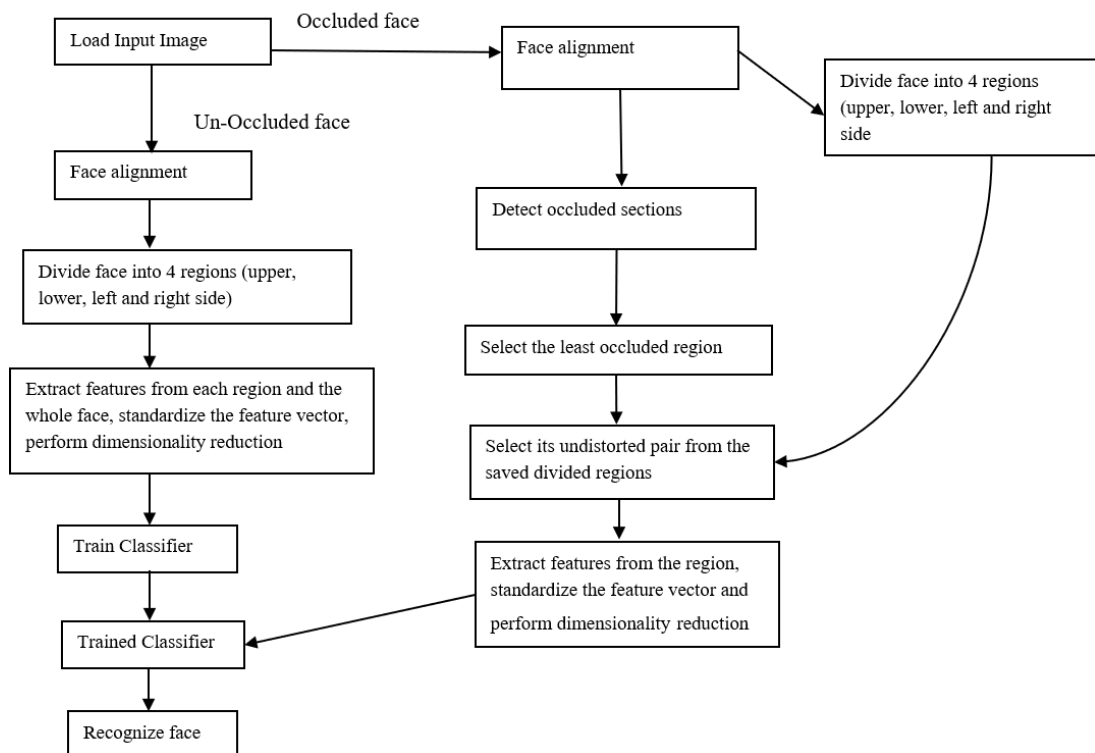 Occluded face
Load Input Image
Face alignment
Divide face into 4 regions
(upper, lower, left and right
side
Un-Occluded face
Face alignment
Detect occluded sections
Divide face into 4 regions (upper,
lower, left and right side)
Select the least occluded region
Extract features from each region and the
whole face, standardize the feature vector,
perform dimensionality reduction
Select its undistorted pair from the
saved divided regions
Train Classifier
Extract features from the region,
standardize the feature vector and
perform dimensionality reduction
Trained Classifier
Recognize face